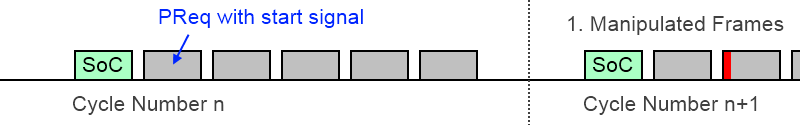 PReq with start signal
1. Manipulated Frames
SoC
SoC
Cycle Number n
Cycle Number n+1